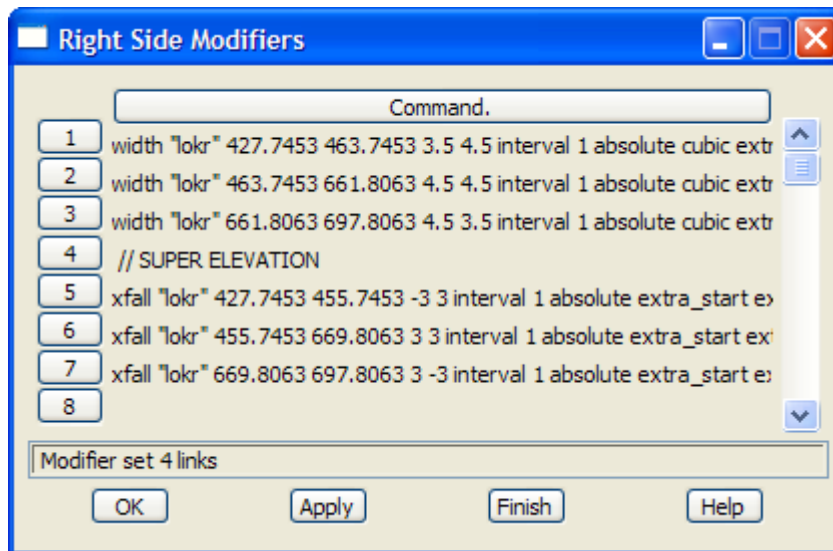 Right Side Modifiers
Command.
1 width "lokr" 427.7453 463.7453 3.5 4.5 interval 1 absolute cubic extr
2 width "lokr" 463.7453 661.8063 4.5 4.5 interval 1 absolute cubic extr
3 width "lokr" 661.8063 697.8063 4.5 3.5 interval 1 absolute cubic extr
4 // SUPER ELEVATION
5 xfall "lokr" 427.7453 455.7453 -3 3 interval 1 absolute extra_start ex
6 xfall "lokr" 455.7453 669.8063 3 3 interval 1 absolute extra_start ext
7 xfall "lokr" 669.8063 697.8063 3 -3 interval 1 absolute extra_start ex
8
Modifier set 4 links
OK Apply Finish Help